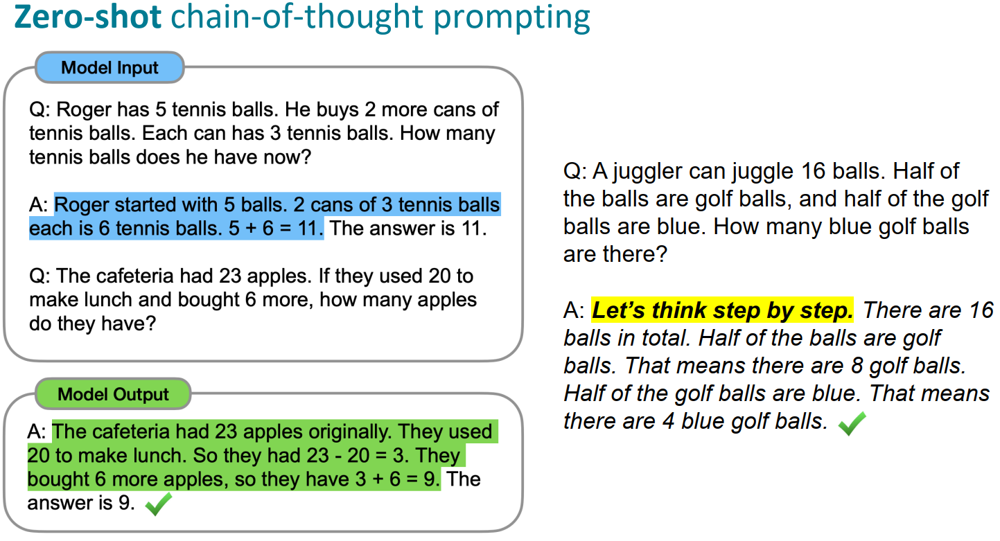 Zero-shot chain-of-thought prompting
Model Input
Q: Roger has 5 tennis balls. He buys 2 more cans of
tennis balls. Each can has 3 tennis balls. How many
tennis balls does he have now?
A: Roger started with 5 balls. 2 cans of 3 tennis balls
each is 6 tennis balls. 5 + 6 = 11. The answer is 11.
Q: The cafeteria had 23 apples. If they used 20 to
make lunch and bought 6 more, how many apples
do they have?
Model Output
A: The cafeteria had 23 apples originally. They used
20 to make lunch. So they had 23 - 20 = 3. They
bought 6 more apples, so they have 3 + 6 = 9. The
answer is 9.
Q: A juggler can juggle 16 balls. Half of
the balls are golf balls, and half of the golf
balls are blue. How many blue golf balls
are there?
A: Let’s think step by step. There are 16
balls in total. Half of the balls are golf
balls. That means there are 8 golf balls.
Half of the golf balls are blue. That means
there are 4 blue golf balls.